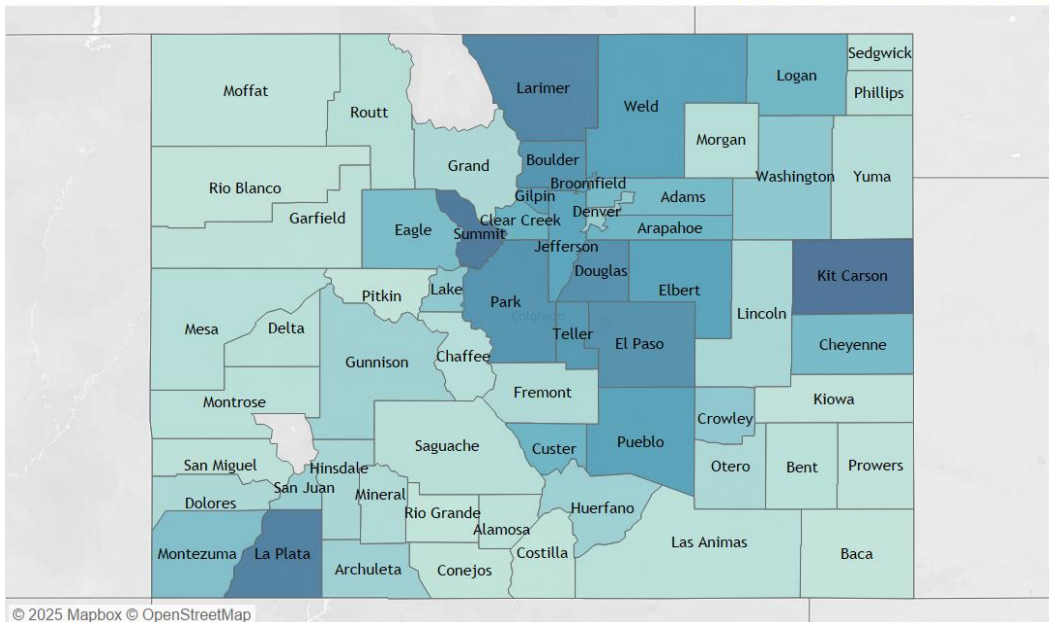 Sedgwick
Logan
Larimer
Moffat
Phillips
Weld
Routt
Morgan
Boulder
Grand
Washington
Yuma
Broomfield
Rio Blanco
Gilpin
Adams
Denver
Garfield
Clear Creek
Arapahoe
Eagle
Summit
Jefferson
Douglas
Kit Carson
Elbert
Lake
Pitkin
Park
Lincoln
Colorado
Mesa
Delta
Teller
El Paso
Cheyenne
Chaffee
Gunnison
Fremont
Kiowa
Montrose
Crowley
Pueblo
Saguache
Custer
San Miguel
Hinsdale
Otero
Bent
Prowers
San Juan
Mineral
Dolores
Huerfano
Rio Grande
Alamosa
Las Animas
Montezuma
La Plata
Costilla
Baca
Archuleta
Conejos
© 2025 Mapbox © OpenStreetMap